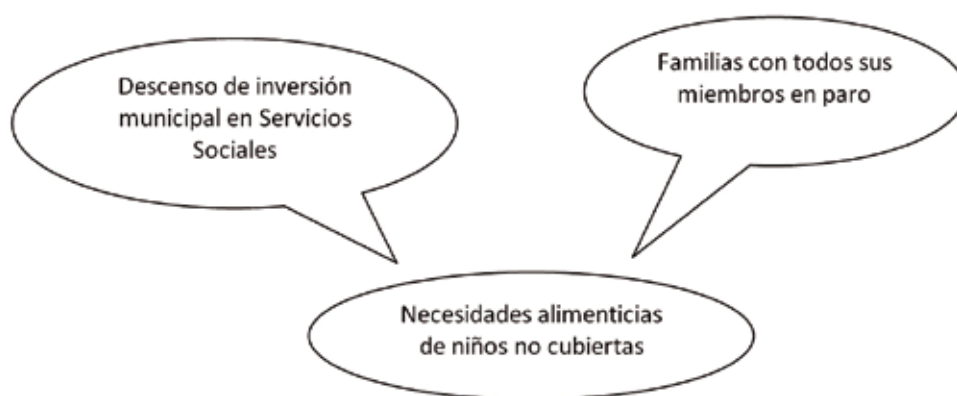 Descenso de inversión
municipal en Servicios
Sociales
Familias con todos sus
miembros en paro
Necesidades alimenticias
de niños no cubiertas